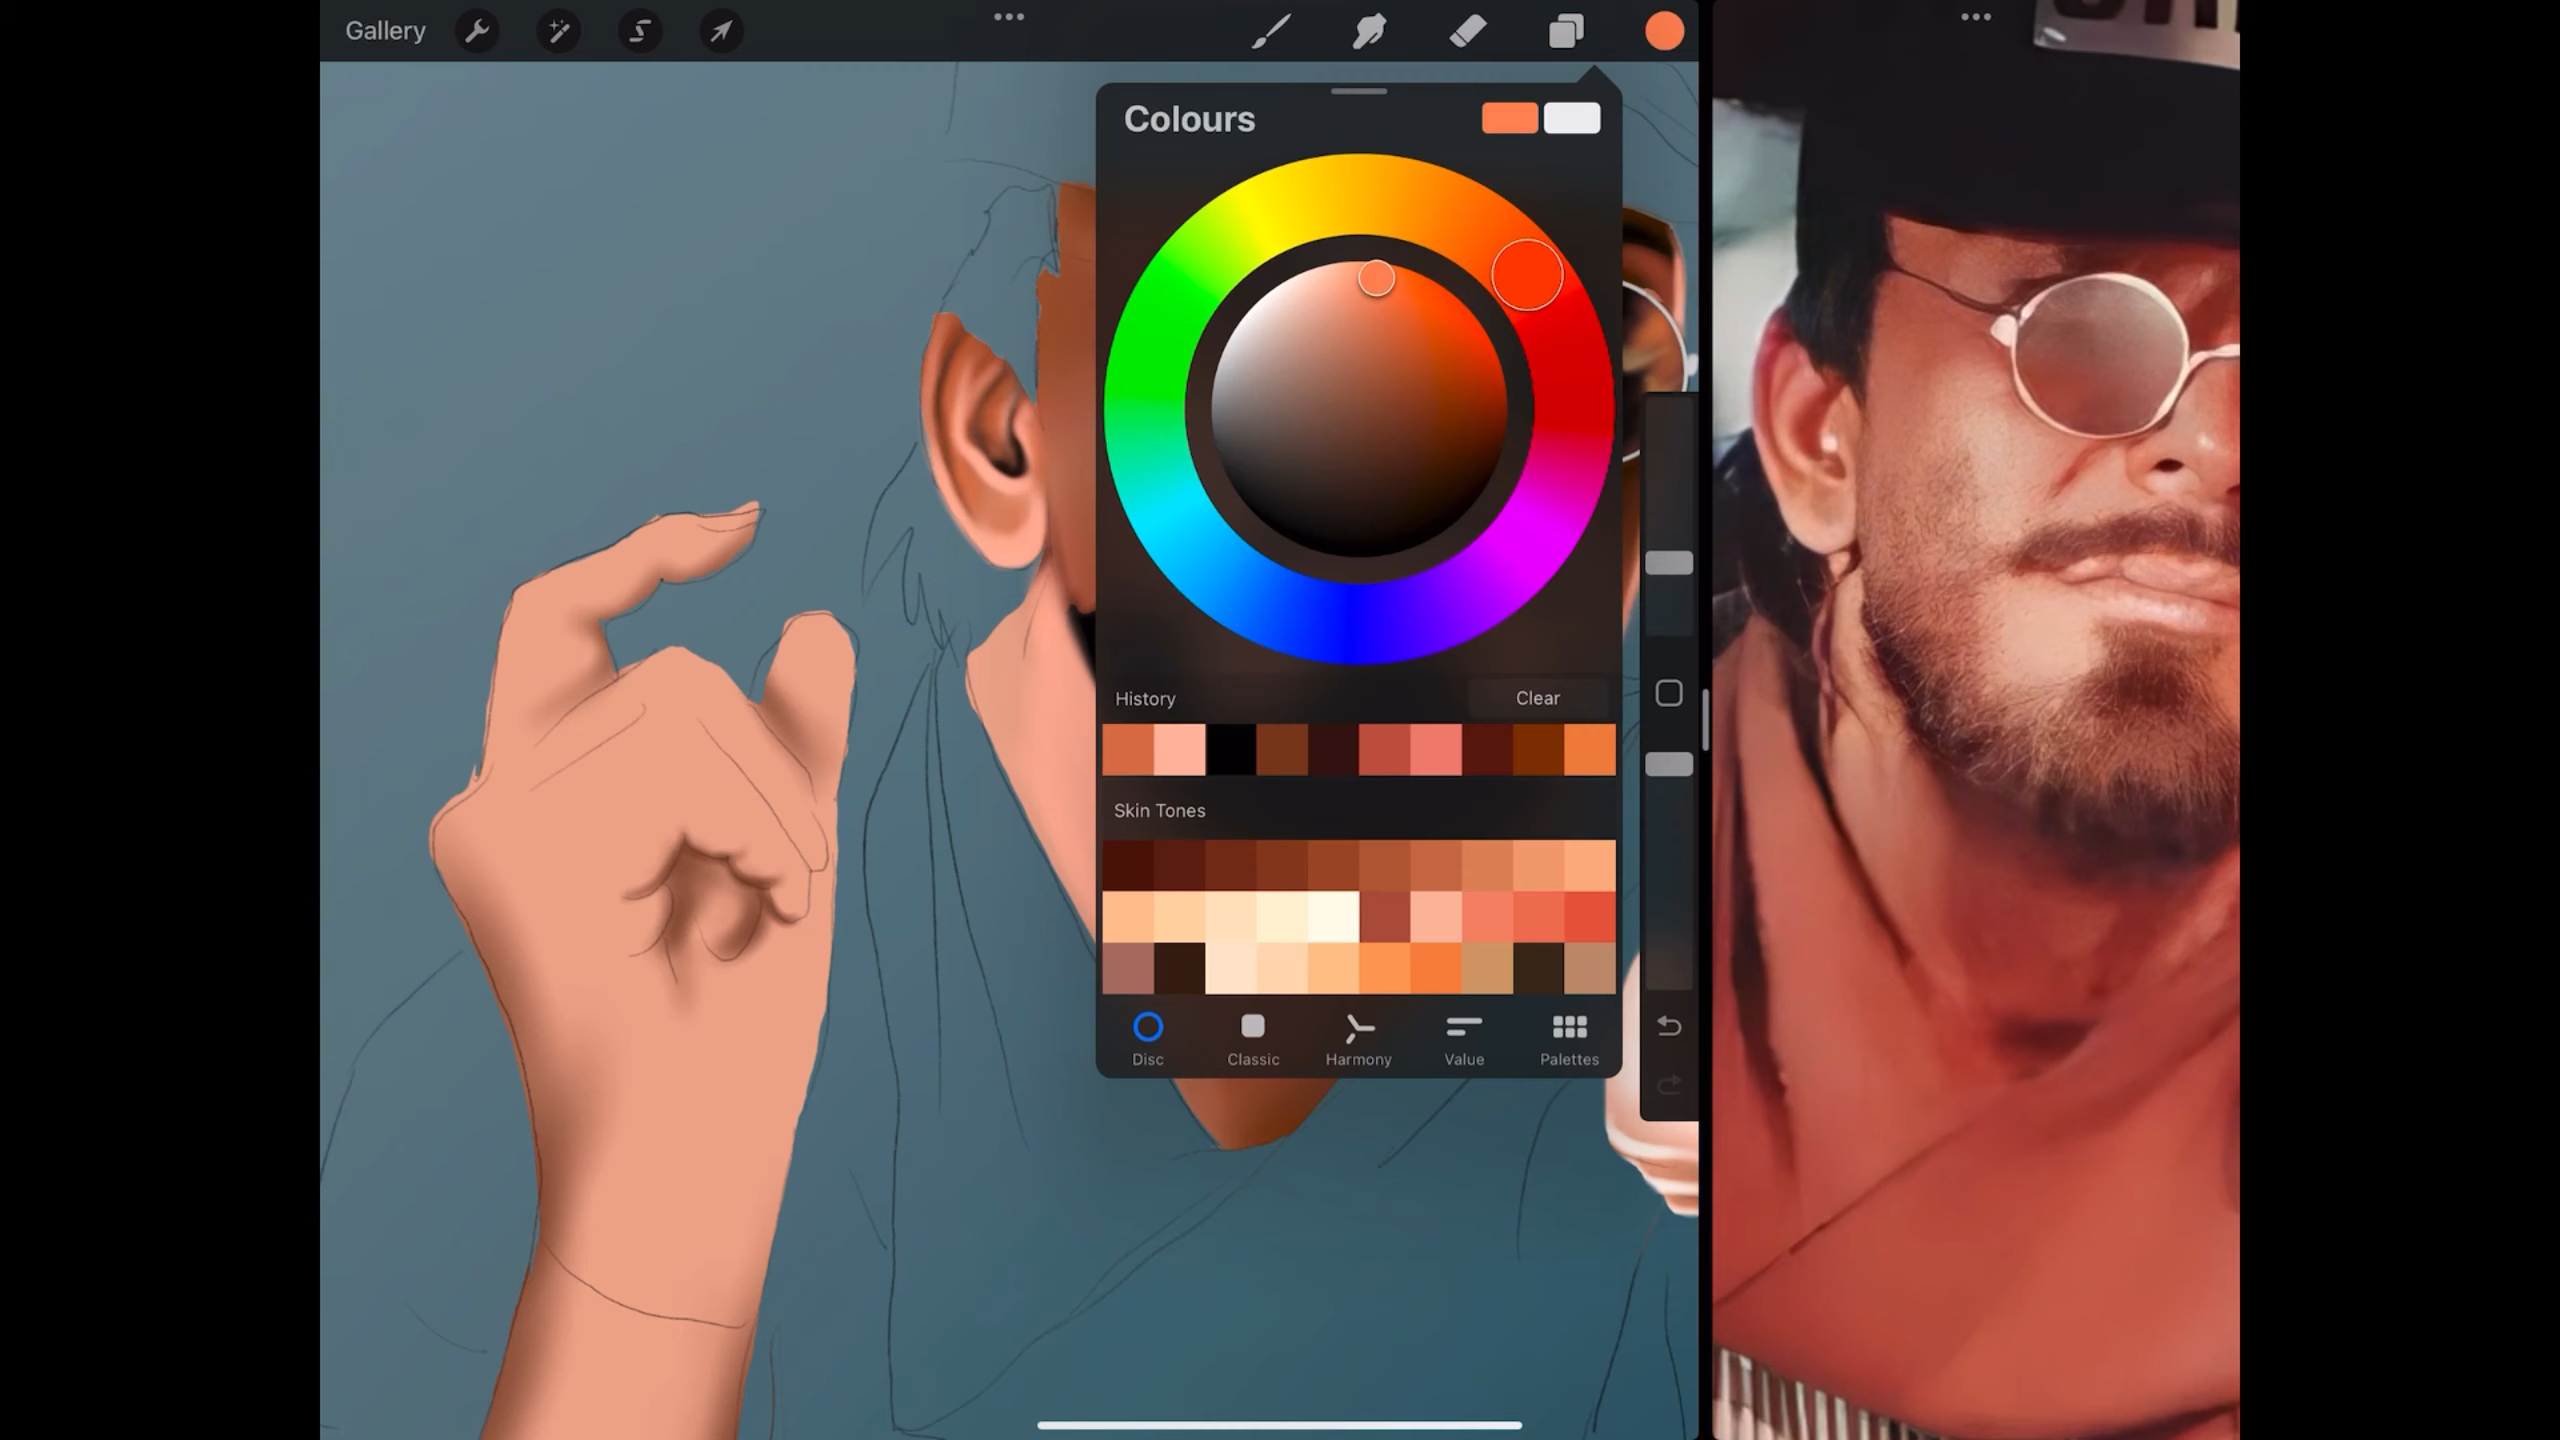 Gallery
Colours
History
Clear
Skin Tones
Disc
Classic
Harmony
Value
Palettes